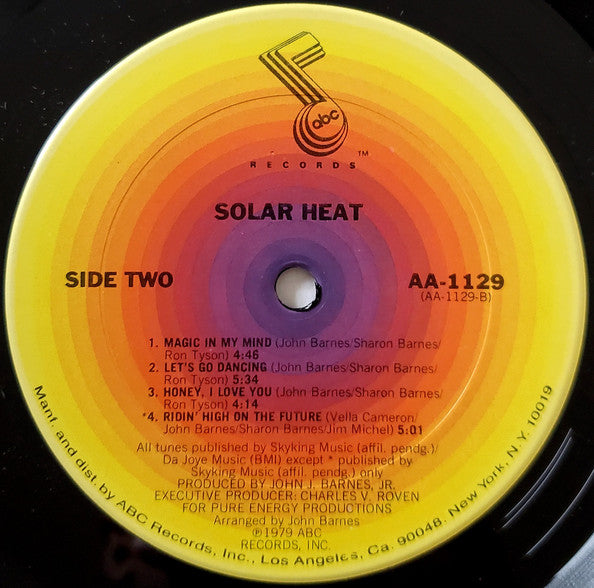 abc
RECORDS™
SOLAR HEAT
SIDE TWO
AA-1129
(AA-1129-B)
1. MAGIC IN MY MIND (John Barnes/Sharon Barnes/
Ron Tyson) 4:46
2. LET'S GO DANCING (John Barnes/Sharon Barnes/
Ron Tyson) 5:34
3. HONEY, I LOVE YOU (John Barnes/Sharon Barnes/
Ron Tyson) 4:14
*4. RIDIN' HIGH ON THE FUTURE (Vella Cameron/
John Barnes/Sharon Barnes/Jim Michel) 5:01
All tunes published by Skyking Music (affil. pendg.)/
Da Joye Music (BMI) except * published by
Skyking Music (affil. pendg.) only
PRODUCED BY JOHN J. BARNES, JR.
EXECUTIVE PRODUCER: CHARLES V. ROVEN
FOR PURE ENERGY PRODUCTIONS
Arranged by John Barnes
℗1979 ABC
RECORDS, INC.
Manf. and dist. by ABC Records, Inc., Los Angeles, Ca. 90048, New York, N.Y. 10019